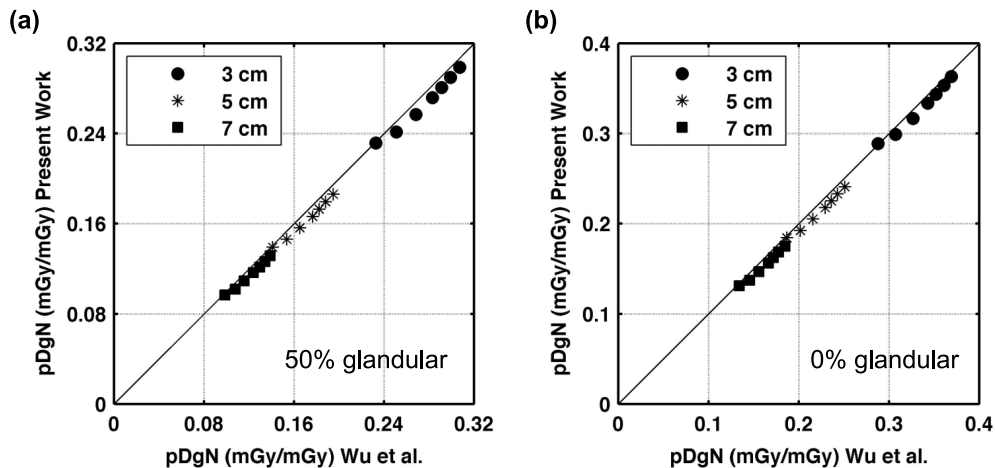 (a)
0.32
0.24
0.16
0.08
0
pDgN (mGy/mGy) Present Work
3 cm
5 cm
7 cm
50% glandular
0
0.08
0.16
0.24
0.32
pDgN (mGy/mGy) Wu et al.
(b)
0.4
0.3
0.2
0.1
0
pDgN (mGy/mGy) Present Work
3 cm
5 cm
7 cm
0% glandular
0
0.1
0.2
0.3
0.4
pDgN (mGy/mGy) Wu et al.